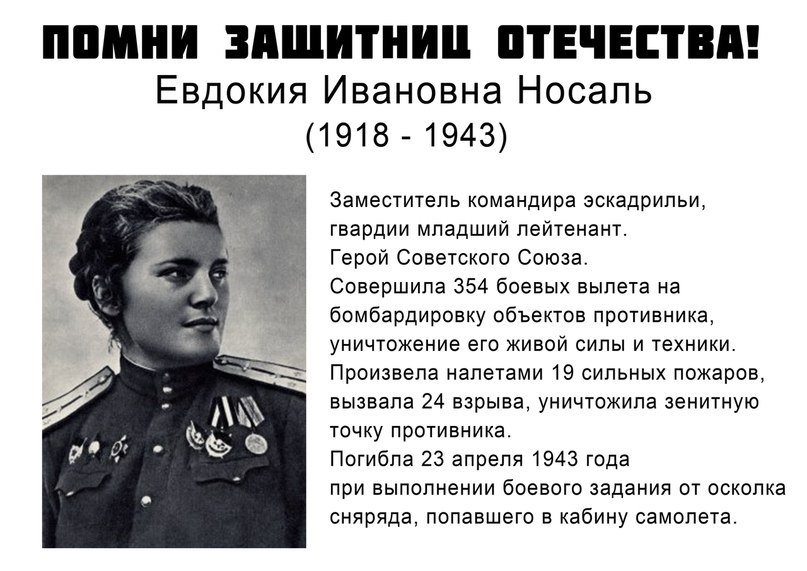 ПОМНИ ЗАЩИТНИЦ ОТЕЧЕСТВА!
Евдокия Ивановна Носаль
(1918 - 1943)
Заместитель командира эскадрильи,
гвардии младший лейтенант.
Герой Советского Союза.
Совершила 354 боевых вылета на
бомбардировку объектов противника,
уничтожение его живой силы и техники.
Произвела налетами 19 сильных пожаров,
вызвала 24 взрыва, уничтожила зенитную
точку противника.
Погибла 23 апреля 1943 года
при выполнении боевого задания от осколка
сняряда, попавшего в кабину самолета.